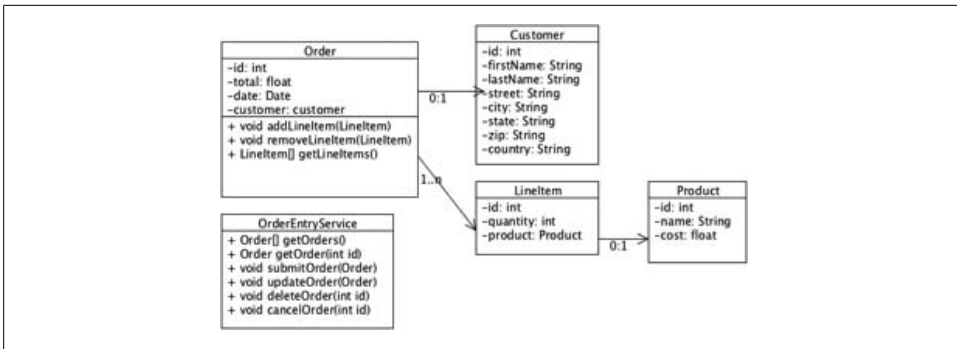 Order
-id: int
-total: float
-date: Date
-customer: customer
+ void addLineItem(LineItem)
+ void removeLineItem(LineItem)
+ LineItem[] getLineItems()
0:1
Customer
-id: int
-firstName: String
-lastName: String
-street: String
-city: String
-state: String
-zip: String
-country: String
1..n
LineItem
-id: int
-quantity: int
-product: Product
0:1
Product
-id: int
-name: String
-cost: float
OrderEntryService
+ Order[] getOrders()
+ Order getOrder(int id)
+ void submitOrder(Order)
+ void updateOrder(Order)
+ void deleteOrder(int id)
+ void cancelOrder(int id)